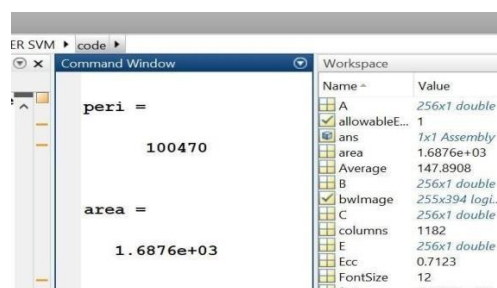 ER SVM ▸ code ▸
Command Window
Workspace
Name Value
peri =
100470
area =
1.6876e+03
A 256x1 double
allowableE... 1
ans 1x1 Assembly
area 1.6876e+03
Average 147.8908
B 256x1 double
bwImage 255x394 logi...
C 256x1 double
columns 1182
E 256x1 double
Ecc 0.7123
FontSize 12